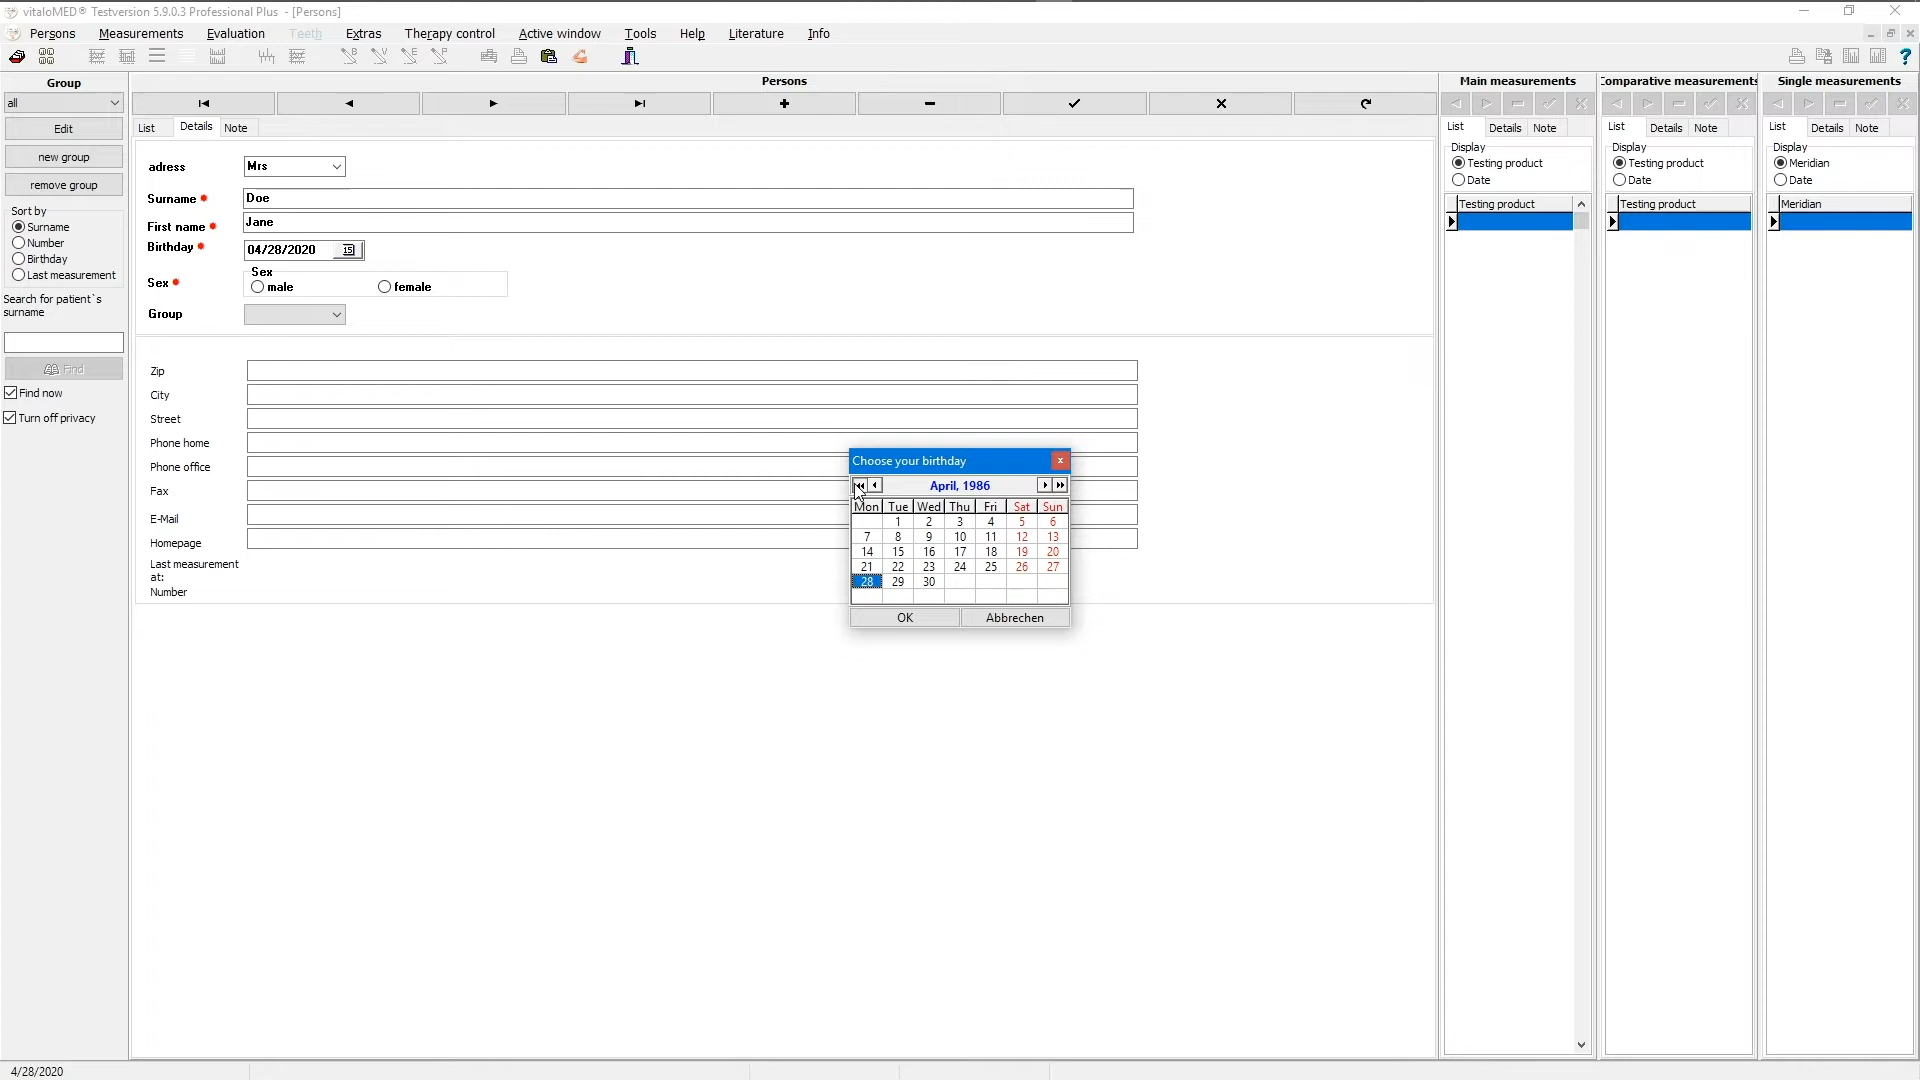 vitaloMED® Testversion 5.9.0.3 Professional Plus - [Persons]
Persons Measurements Evaluation Teeth Extras Therapy control Active window Tools Help Literature Info
Group
all
Edit
new group
remove group
Sort by
Surname
Number
Birthday
Last measurement
Search for patient`s
surname
Find
Find now
Turn off privacy
Persons
List Details Note
adress Mrs
Surname Doe
First name Jane
Birthday 04/28/2020 15
Sex
Sex male female
Group
Zip
City
Street
Phone home
Phone office
Fax
E-Mail
Homepage
Last measurement
at:
Number
Choose your birthday
April, 1986
Mon Tue Wed Thu Fri Sat Sun
1 2 3 4 5 6
7 8 9 10 11 12 13
14 15 16 17 18 19 20
21 22 23 24 25 26 27
28 29 30
OK Abbrechen
Main measurements
List Details Note
Display
Testing product
Date
Testing product
Comparative measurements
List Details Note
Display
Testing product
Date
Testing product
Single measurements
List Details Note
Display
Meridian
Date
Meridian
4/28/2020